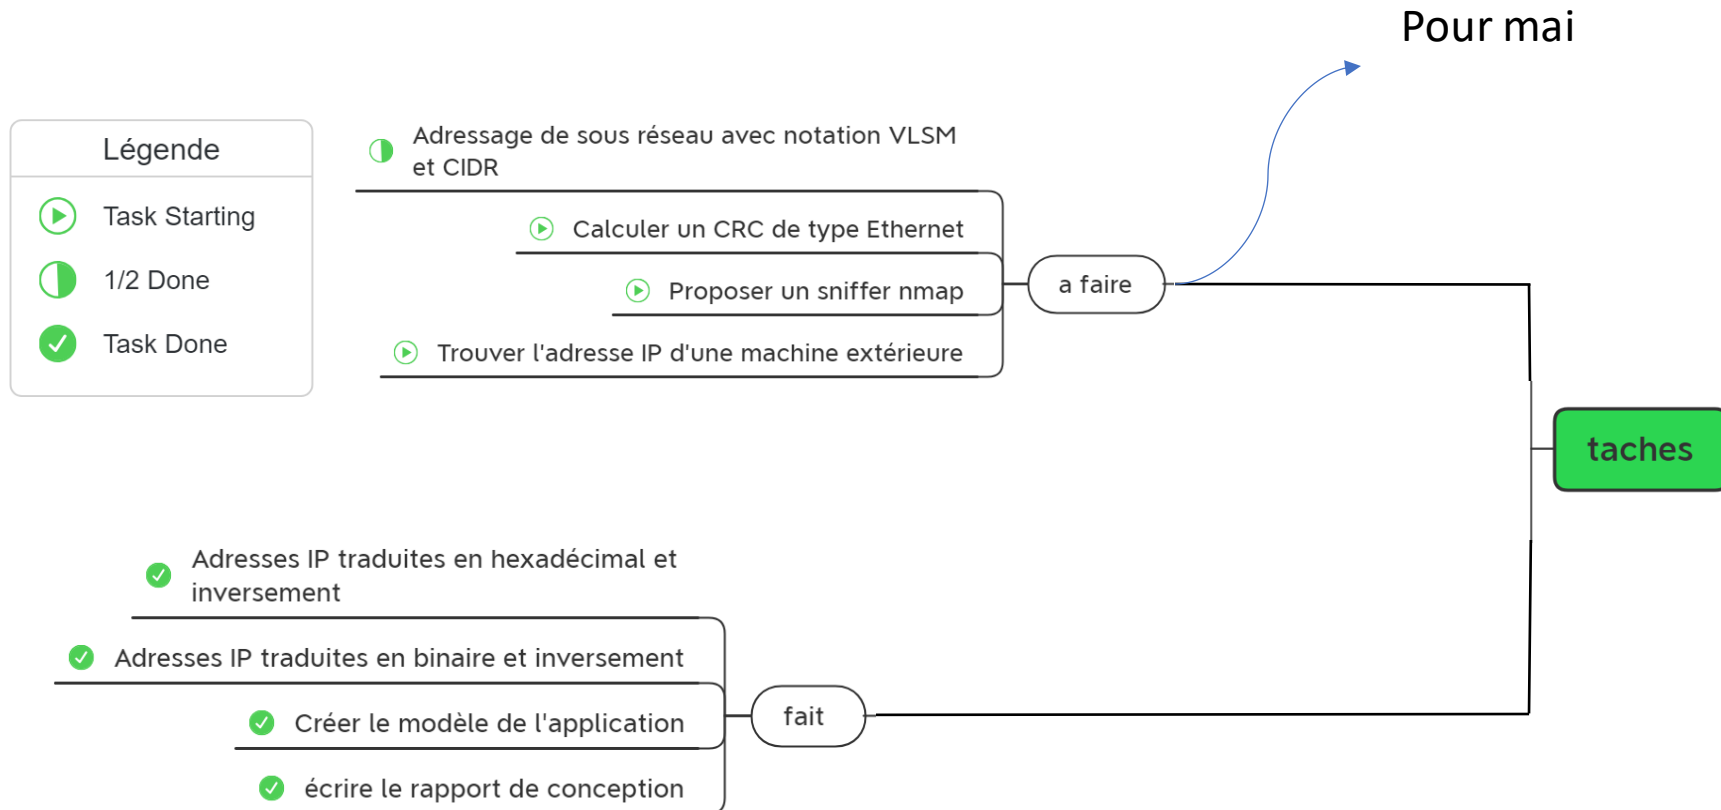 Pour mai
Légende
Task Starting
1/2 Done
Task Done
Adressage de sous réseau avec notation VLSM
et CIDR
Calculer un CRC de type Ethernet
Proposer un sniffer nmap
Trouver l'adresse IP d'une machine extérieure
a faire
taches
Adresses IP traduites en hexadécimal et
inversement
Adresses IP traduites en binaire et inversement
Créer le modèle de l'application
écrire le rapport de conception
fait